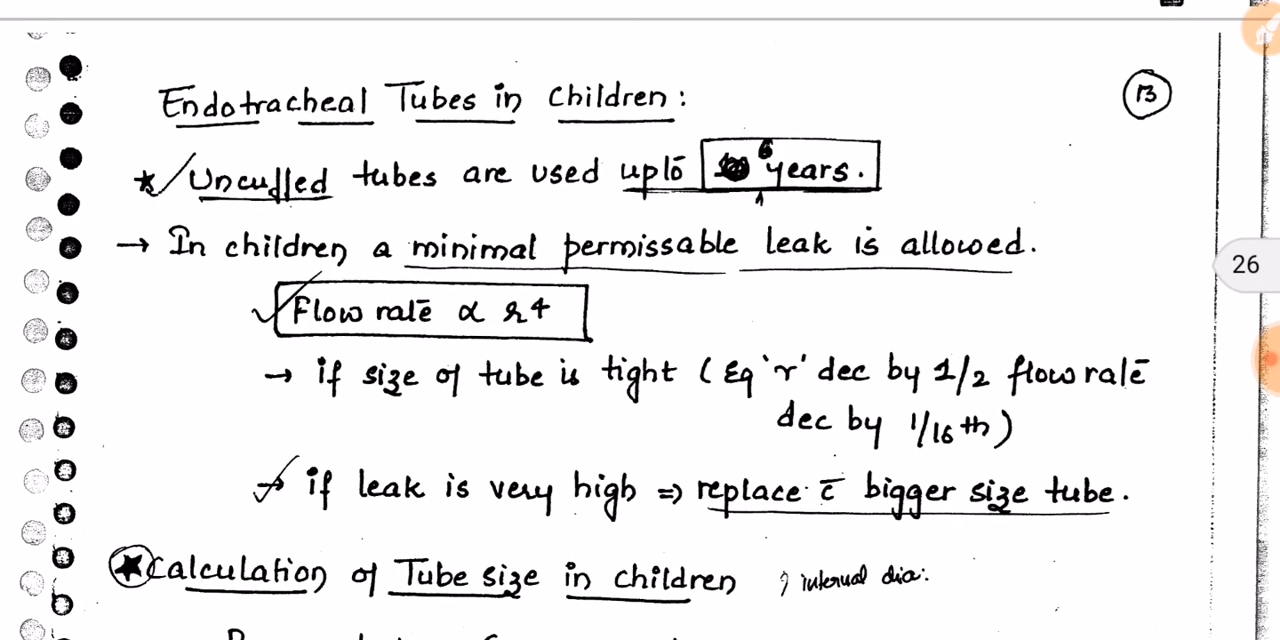 Endotracheal Tubes in Children:
13
★ Uncuffed tubes are used upto 6 years.
→ In children a minimal permissable leak is allowed.
26
Flow rate ∝ r4
→ if size of tube is tight (Eg 'r' dec by 1/2 flow rate
dec by 1/16th)
→ if leak is very high ⇒ replace c̄ bigger size tube.
★ Calculation of Tube size in children , internal dia: